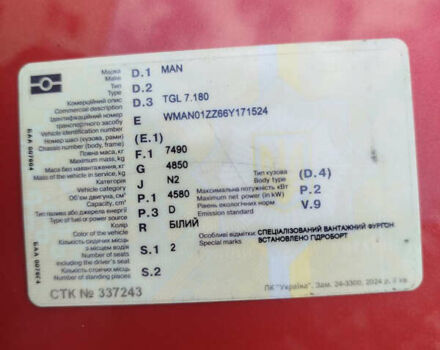 Марка D.1 MAN
Make
Тип D.2
Type
Комерційний опис D.3 TGL 7.180
Commercial description
Ідентифікаційний номер E WMAN01ZZ66Y171524
транспортного засобу
Vehicle identification number
Номер шасі (кузова, рами) (E.1)
Chassis number (body, frame)
Повна маса, кг F.1 7490
Maximum mass, kg
Маса без навантаження, кг G 4850
Mass of the vehicle in service, kg
Категорія J N2
Vehicle category
Об'єм двигуна, см³ P.1 4580
Capacity, cm³
Тип палива або джерела енергії P.3 D
Type of fuel or power source
Колір R БІЛИЙ
Color of the vehicle
Кількість сидячих місць S.1 2
з місцем водія
Number of seats
including the driver's seat
Кількість стоячих місць S.2
Number of standing places
Тип кузова (D.4)
Body type
Максимальна потужність кВт P.2
Maximum net power (in kW)
Рівень екологічних норм V.9
Emission standard
Особливі відмітки СПЕЦІАЛІЗОВАНИЙ ВАНТАЖНИЙ ФУРГОН
Special marks ВСТАНОВЛЕНО ГІДРОБОРТ
СТК № 337243
ПК "Україна". Зам. 24-3300, 2024 р.